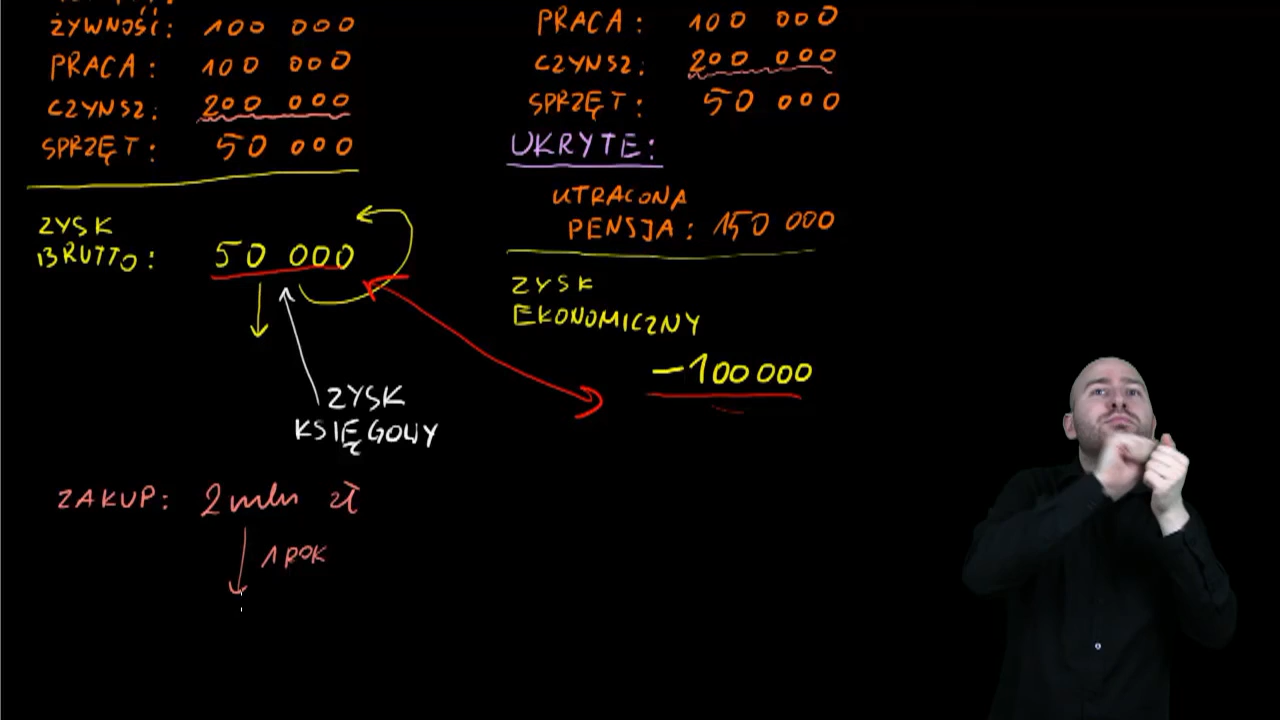 ŻYWNOŚĆ: 100 000
PRACA: 100 000
CZYNSZ: 200 000
SPRZĘT: 50 000
ZYSK
BRUTTO: 50 000
ZYSK
KSIĘGOWY
ZAKUP: 2 mln zł
1 ROK
PRACA: 100 000
CZYNSZ: 200 000
SPRZĘT: 50 000
UKRYTE:
UTRACONA
PENSJA: 150 000
ZYSK
EKONOMICZNY
-100 000